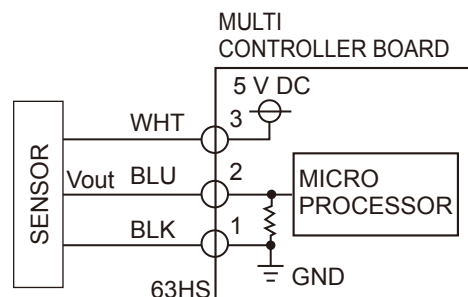 MULTI
CONTROLLER BOARD
5 V DC
WHT
3
SENSOR
Vout
BLU
2
MICRO
PROCESSOR
BLK
1
GND
63HS